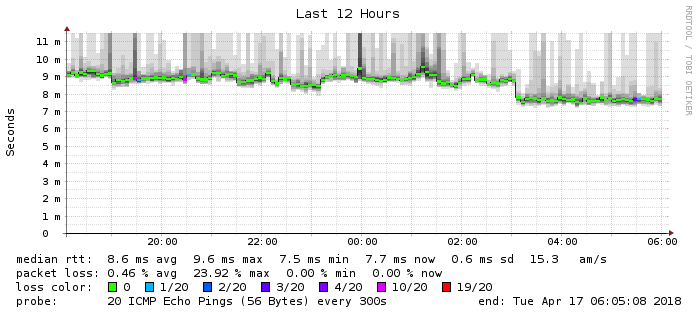 Last 12 Hours
RRDTOOL / TOBI OETIKER
Seconds
11 m
10 m
9 m
8 m
7 m
6 m
5 m
4 m
3 m
2 m
1 m
0
20:00 22:00 00:00 02:00 04:00 06:00
median rtt: 8.6 ms avg 9.6 ms max 7.5 ms min 7.7 ms now 0.6 ms sd 15.3 am/s
packet loss: 0.46 % avg 23.92 % max 0.00 % min 0.00 % now
loss color: 0 1/20 2/20 3/20 4/20 10/20 19/20
probe: 20 ICMP Echo Pings (56 Bytes) every 300s end: Tue Apr 17 06:05:08 2018